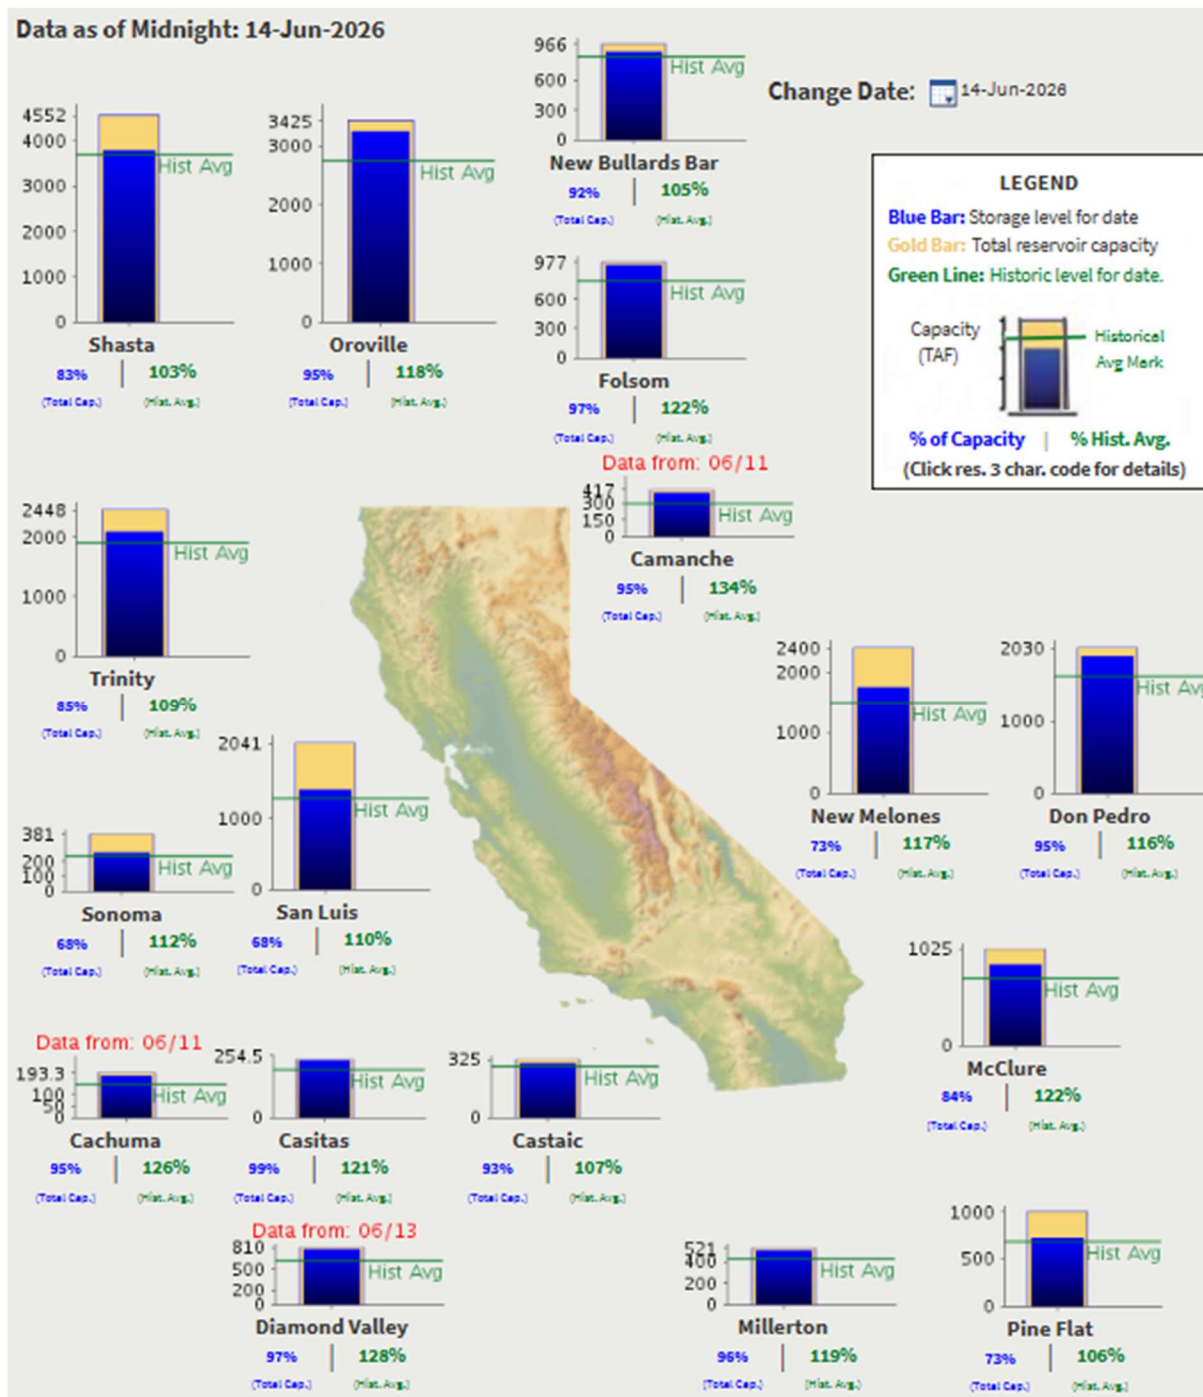 Data as of Midnight: 14-Jun-2026
Change Date: 14-Jun-2026
4552
4000
3000
2000
1000
0
Hist Avg
Shasta
83% | 103%
(Total Cap.) (Hist. Avg.)
3425
3000
2000
1000
0
Hist Avg
Oroville
95% | 118%
(Total Cap.) (Hist. Avg.)
966
600
300
0
Hist Avg
New Bullards Bar
92% | 105%
(Total Cap.) (Hist. Avg.)
977
600
300
0
Hist Avg
Folsom
97% | 122%
(Total Cap.) (Hist. Avg.)
LEGEND
Blue Bar: Storage level for date
Gold Bar: Total reservoir capacity
Green Line: Historic level for date.
Capacity
(TAF)
Historical
Avg Mark
% of Capacity | % Hist. Avg.
(Click res. 3 char. code for details)
Data from: 06/11
417
300
150
0
Hist Avg
Camanche
95% | 134%
(Total Cap.) (Hist. Avg.)
2448
2000
1000
0
Hist Avg
Trinity
85% | 109%
(Total Cap.) (Hist. Avg.)
2400
2000
1000
0
Hist Avg
New Melones
73% | 117%
(Total Cap.) (Hist. Avg.)
2030
1000
0
Hist Avg
Don Pedro
95% | 116%
(Total Cap.) (Hist. Avg.)
381
200
100
0
Hist Avg
Sonoma
68% | 112%
(Total Cap.) (Hist. Avg.)
2041
1000
0
Hist Avg
San Luis
68% | 110%
(Total Cap.) (Hist. Avg.)
1025
0
Hist Avg
McClure
84% | 122%
(Total Cap.) (Hist. Avg.)
Data from: 06/11
193.3
100
50
0
Hist Avg
Cachuma
95% | 126%
(Total Cap.) (Hist. Avg.)
254.5
0
Hist Avg
Casitas
99% | 121%
(Total Cap.) (Hist. Avg.)
325
0
Hist Avg
Castaic
93% | 107%
(Total Cap.) (Hist. Avg.)
Data from: 06/13
810
500
200
0
Hist Avg
Diamond Valley
97% | 128%
(Total Cap.) (Hist. Avg.)
521
400
200
0
Hist Avg
Millerton
96% | 119%
(Total Cap.) (Hist. Avg.)
1000
500
0
Hist Avg
Pine Flat
73% | 106%
(Total Cap.) (Hist. Avg.)